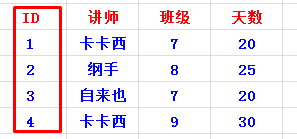 ID 讲师 班级 天数
1 卡卡西 7 20
2 纲手 8 25
3 自来也 7 20
4 卡卡西 9 30